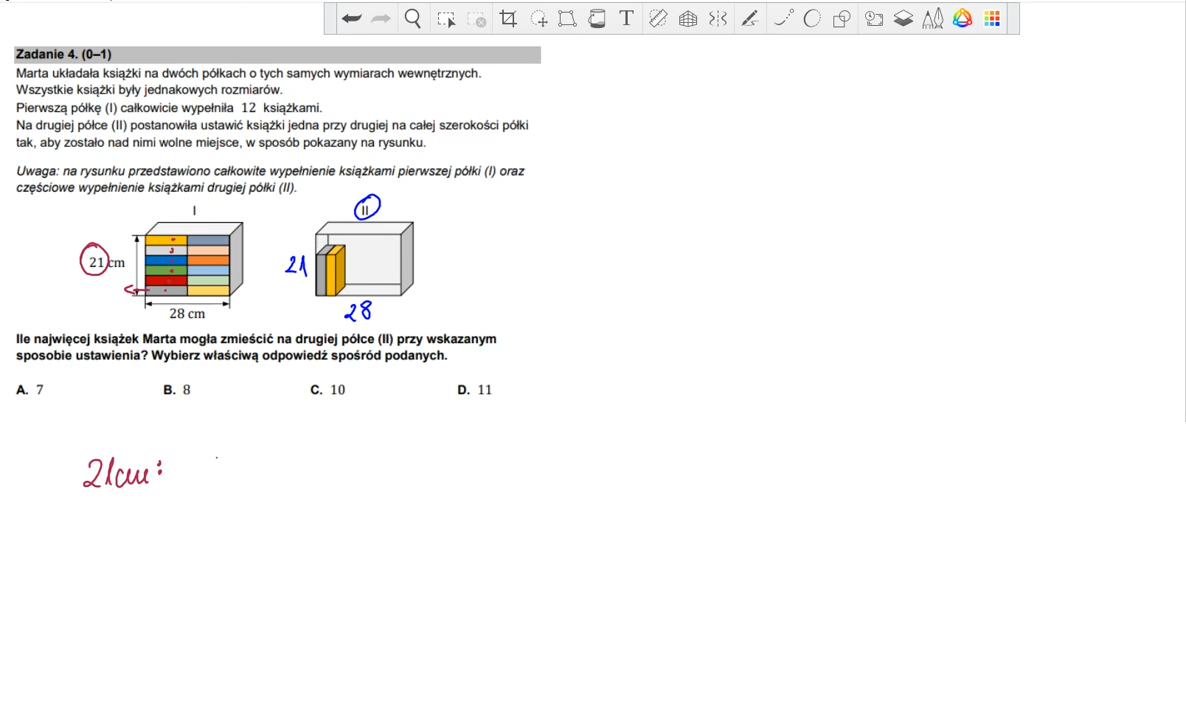 Zadanie 4. (0–1)
Marta układała książki na dwóch półkach o tych samych wymiarach wewnętrznych.
Wszystkie książki były jednakowych rozmiarów.
Pierwszą półkę (I) całkowicie wypełniła 12 książkami.
Na drugiej półce (II) postanowiła ustawić książki jedna przy drugiej na całej szerokości półki
tak, aby zostało nad nimi wolne miejsce, w sposób pokazany na rysunku.
Uwaga: na rysunku przedstawiono całkowite wypełnienie książkami pierwszej półki (I) oraz
częściowe wypełnienie książkami drugiej półki (II).
I II
21 cm 21
28 cm 28
Ile najwięcej książek Marta mogła zmieścić na drugiej półce (II) przy wskazanym
sposobie ustawienia? Wybierz właściwą odpowiedź spośród podanych.
A. 7 B. 8 C. 10 D. 11
21cm: